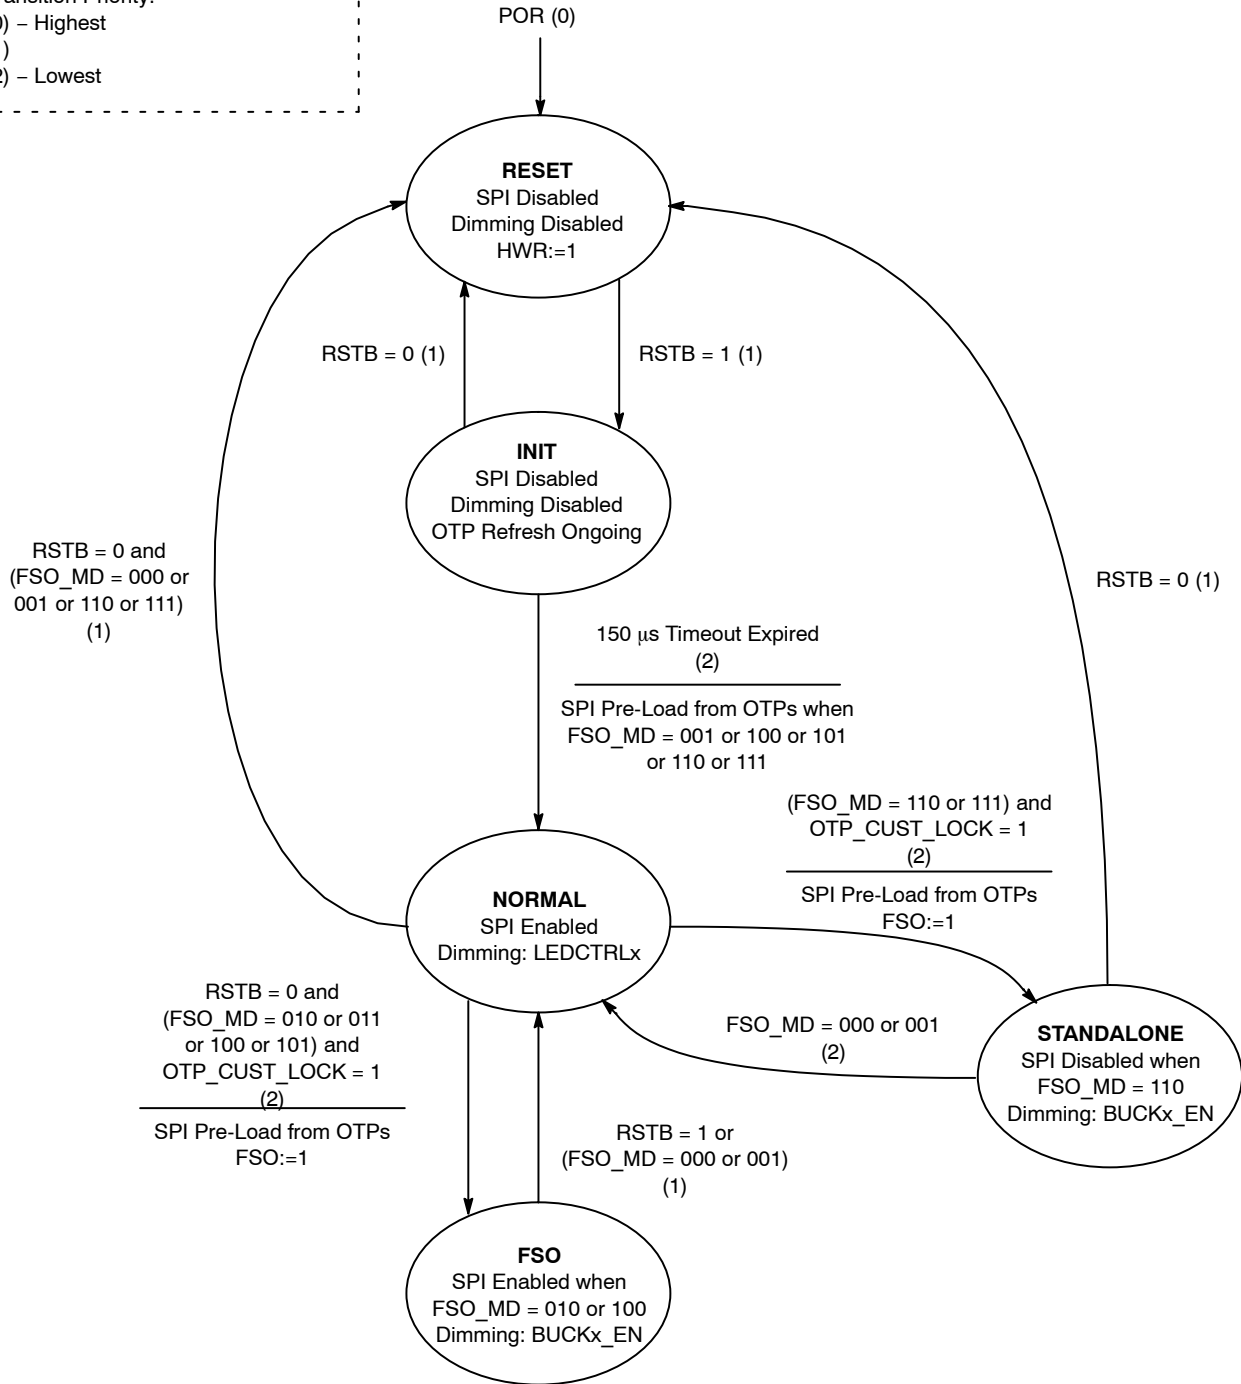 ansition Priority:
) – Highest
)
) – Lowest
POR (0)
RESET
SPI Disabled
Dimming Disabled
HWR:=1
RSTB = 0 (1)
RSTB = 1 (1)
INIT
SPI Disabled
Dimming Disabled
OTP Refresh Ongoing
RSTB = 0 and
(FSO_MD = 000 or
001 or 110 or 111)
(1)
RSTB = 0 (1)
150 μs Timeout Expired
(2)
SPI Pre-Load from OTPs when
FSO_MD = 001 or 100 or 101
or 110 or 111
(FSO_MD = 110 or 111) and
OTP_CUST_LOCK = 1
(2)
SPI Pre-Load from OTPs
FSO:=1
NORMAL
SPI Enabled
Dimming: LEDCTRLx
RSTB = 0 and
(FSO_MD = 010 or 011
or 100 or 101) and
OTP_CUST_LOCK = 1
(2)
SPI Pre-Load from OTPs
FSO:=1
FSO_MD = 000 or 001
(2)
STANDALONE
SPI Disabled when
FSO_MD = 110
Dimming: BUCKx_EN
RSTB = 1 or
(FSO_MD = 000 or 001)
(1)
FSO
SPI Enabled when
FSO_MD = 010 or 100
Dimming: BUCKx_EN